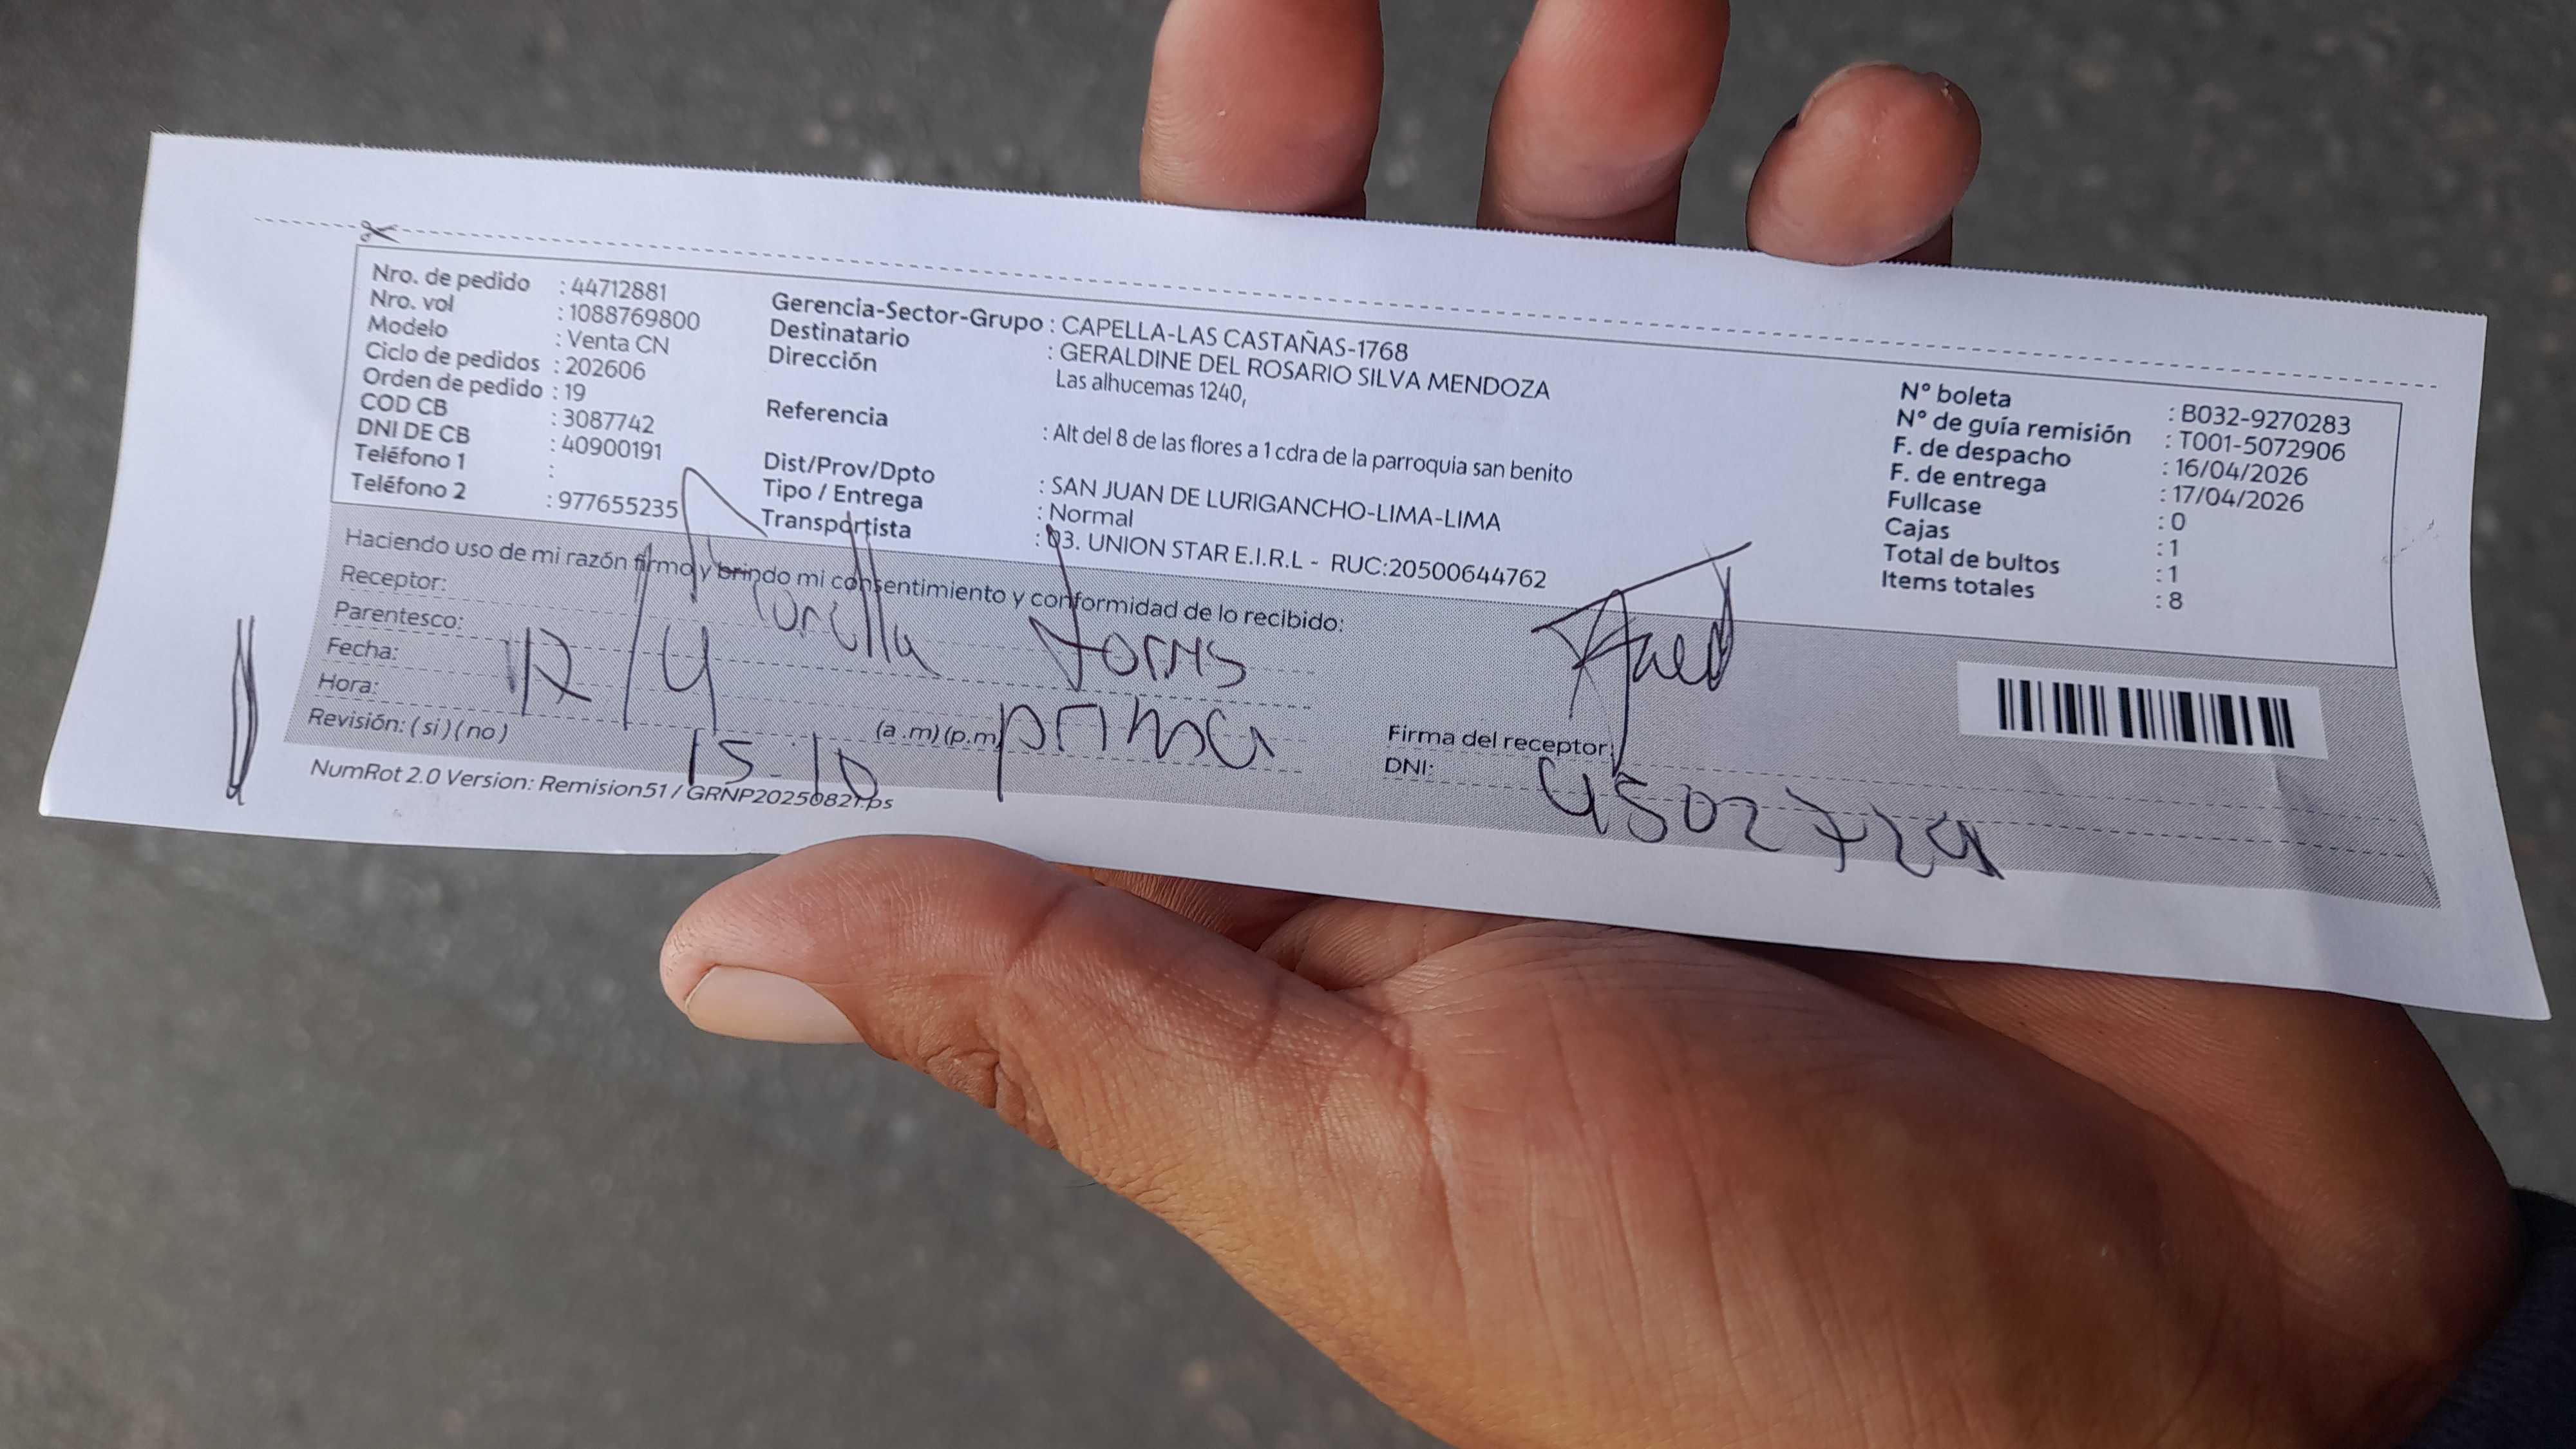 Nro. de pedido : 44712881
Nro. vol : 1088769800
Modelo : Venta CN
Ciclo de pedidos : 202606
Orden de pedido : 19
COD CB : 3087742
DNI DE CB : 40900191
Teléfono 1 :
Teléfono 2 : 977655235
Gerencia-Sector-Grupo : CAPELLA-LAS CASTAÑAS-1768
Destinatario : GERALDINE DEL ROSARIO SILVA MENDOZA
Dirección Las alhucemas 1240,
Referencia : Alt del 8 de las flores a 1 cdra de la parroquia san benito
Dist/Prov/Dpto : SAN JUAN DE LURIGANCHO-LIMA-LIMA
Tipo / Entrega : Normal
Transportista : 03. UNION STAR E.I.R.L - RUC:20500644762
N° boleta : B032-9270283
N° de guía remisión : T001-5072906
F. de despacho : 16/04/2026
F. de entrega : 17/04/2026
Fullcase : 0
Cajas : 1
Total de bultos : 1
Items totales : 8
Haciendo uso de mi razón firmo y brindo mi consentimiento y conformidad de lo recibido:
Receptor:
Parentesco: prima
Fecha:
Hora: 15:10 (a .m) (p.m)
Revisión: ( si ) ( no )
Firma del receptor:
DNI:
NumRot 2.0 Version: Remision51 / GRNP20250821.ps